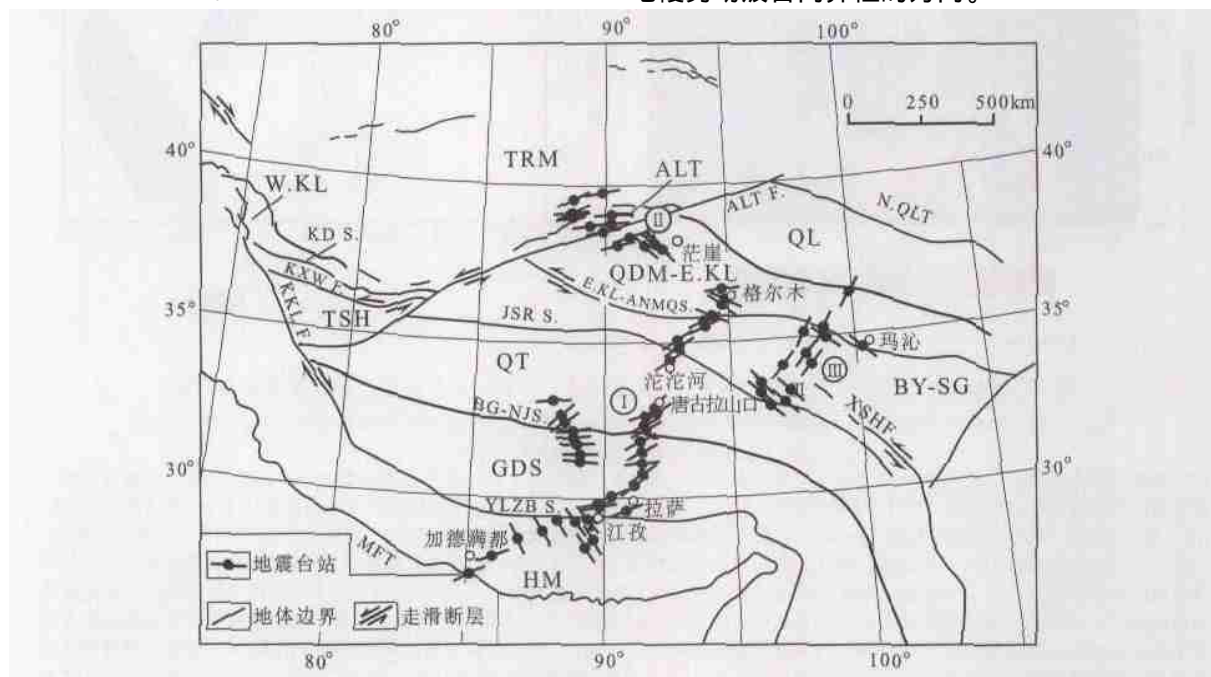 80° 90° 100°
0 250 500km
40° 40°
TRM
ALT
W.KL
ALT F.
N.QLT
KD S.
Ⅱ
QL
茫崖
KXW F.
QDM-E.KL
E.KL-ANMQS.
格尔木
35° 35°
KKL F.
TSH
JSR S.
玛沁
QT
Ⅲ
沱沱河
BY-SG
Ⅰ
唐古拉山口
BG-NJS.
XSHF
GDS
30° 30°
YLZB S.
拉萨
加德满都
江孜
MFT
HM
地震台站
地体边界 走滑断层
80° 90° 100°